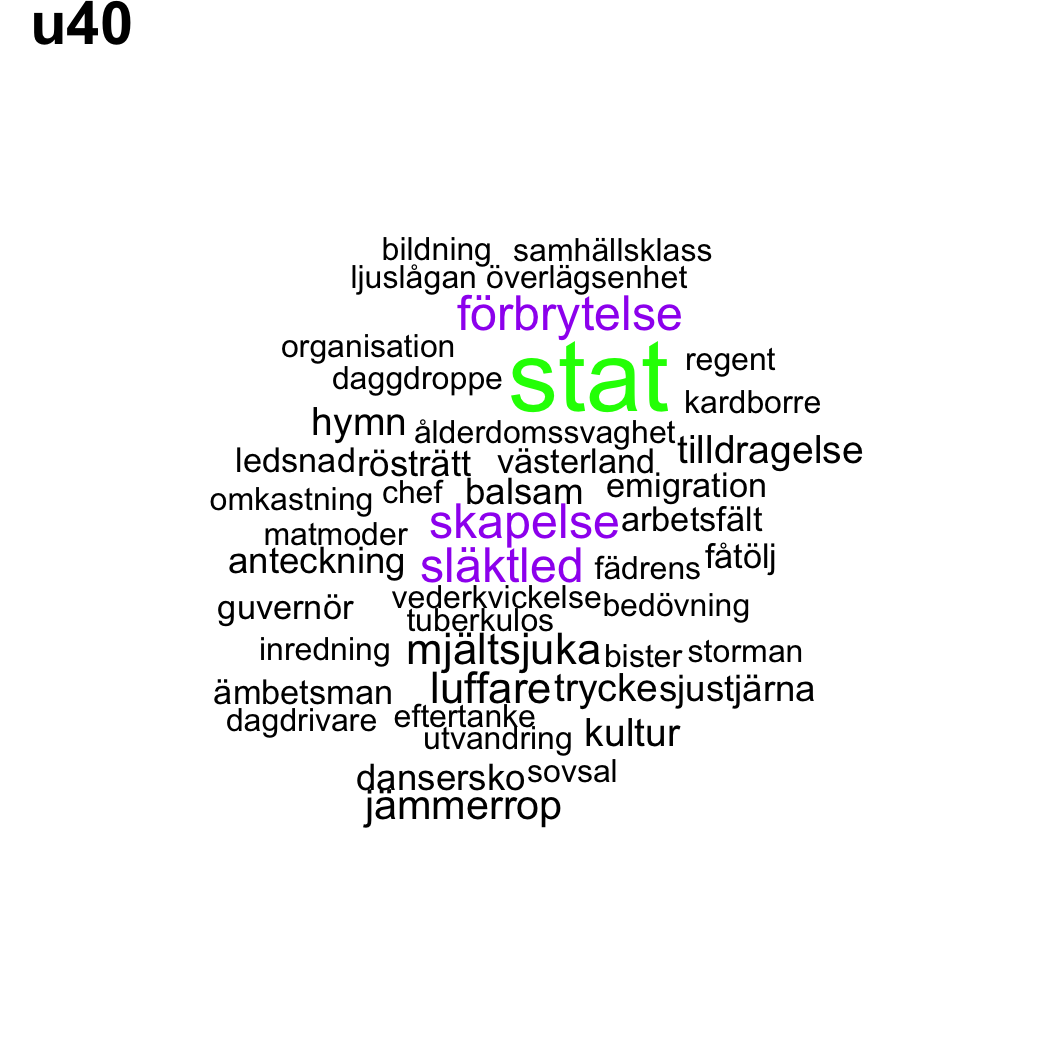 u40
bildning samhällsklass
ljuslågan överlägsenhet
förbrytelse
organisation stat regent
daggdroppe kardborre
hymn ålderdomssvaghet tilldragelse
ledsnad rösträtt västerland
omkastning chef balsam emigration
matmoder skapelse arbetsfält
anteckning släktled fädrens fåtölj
guvernör vederkvickelse bedövning
tuberkulos
inredning mjältsjuka bister storman
ämbetsman luffare tryckesjustjärna
dagdrivare eftertanke
utvandring kultur
dansersko sovsal
jämmerrop